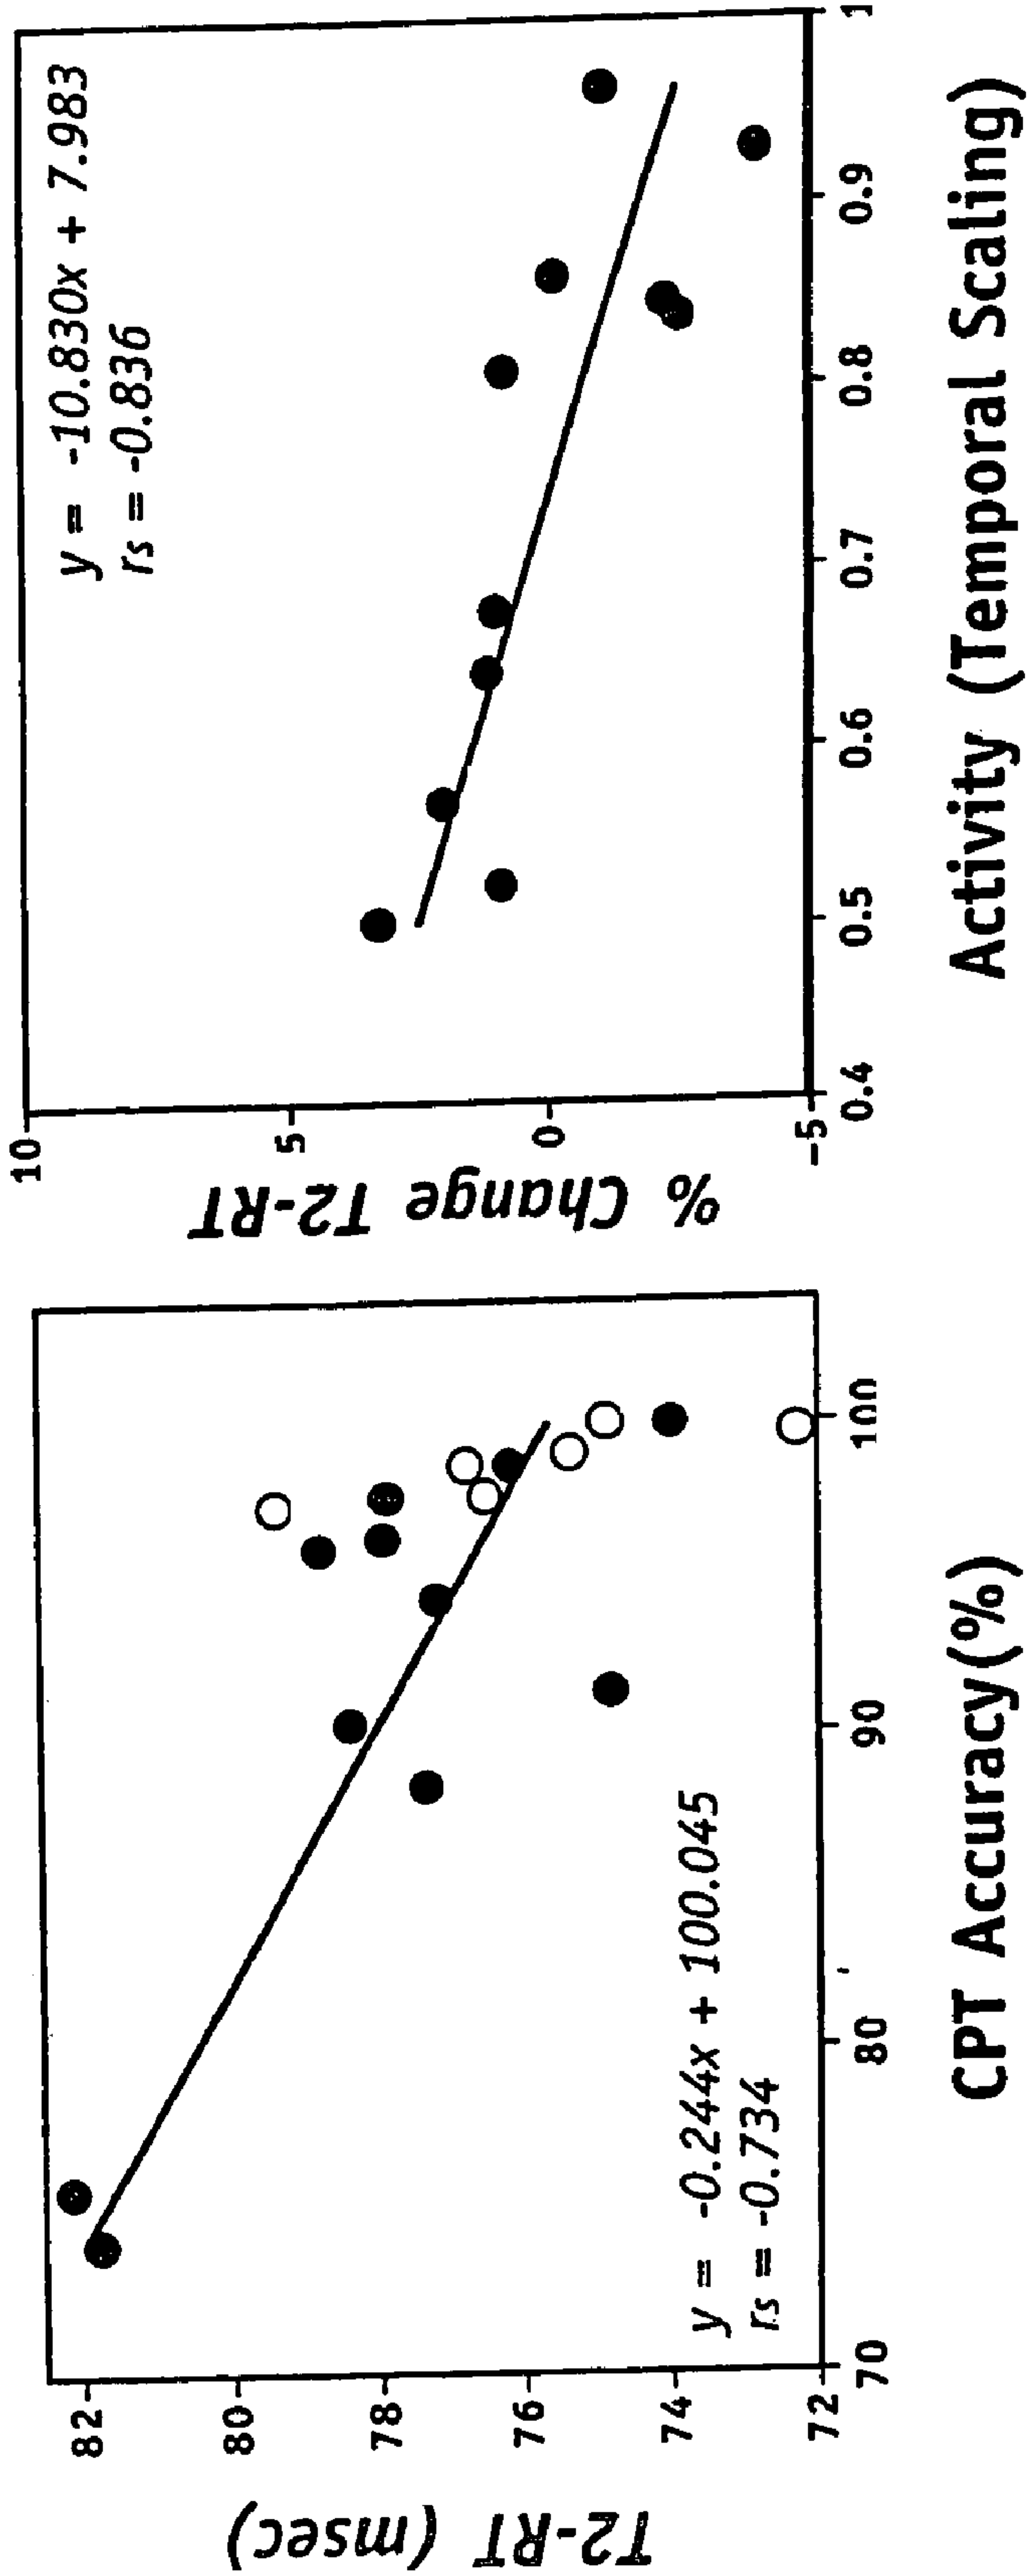 T2-RT (msec)
82
80
78
76
74
72
70
80
90
100
y = -0.244x + 100.045
rs = -0.734
CPT Accuracy(%)
% Change T2-RT
10
5
0
-5
0.4
0.5
0.6
0.7
0.8
0.9
1
y = -10.830x + 7.983
rs = -0.836
Activity (Temporal Scaling)